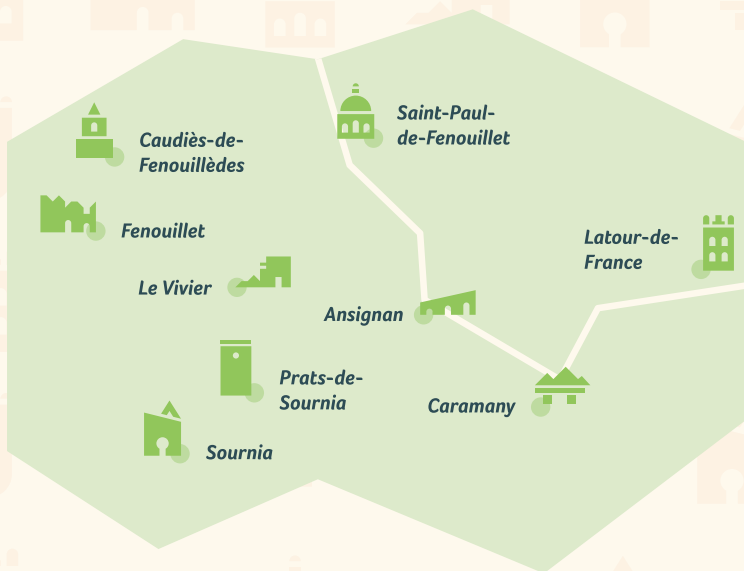 Saint-Paul-
de-Fenouillet
Caudiès-de-
Fenouillèdes
Fenouillet
Latour-de-
France
Le Vivier
Ansignan
Prats-de-
Sournia
Caramany
Sournia